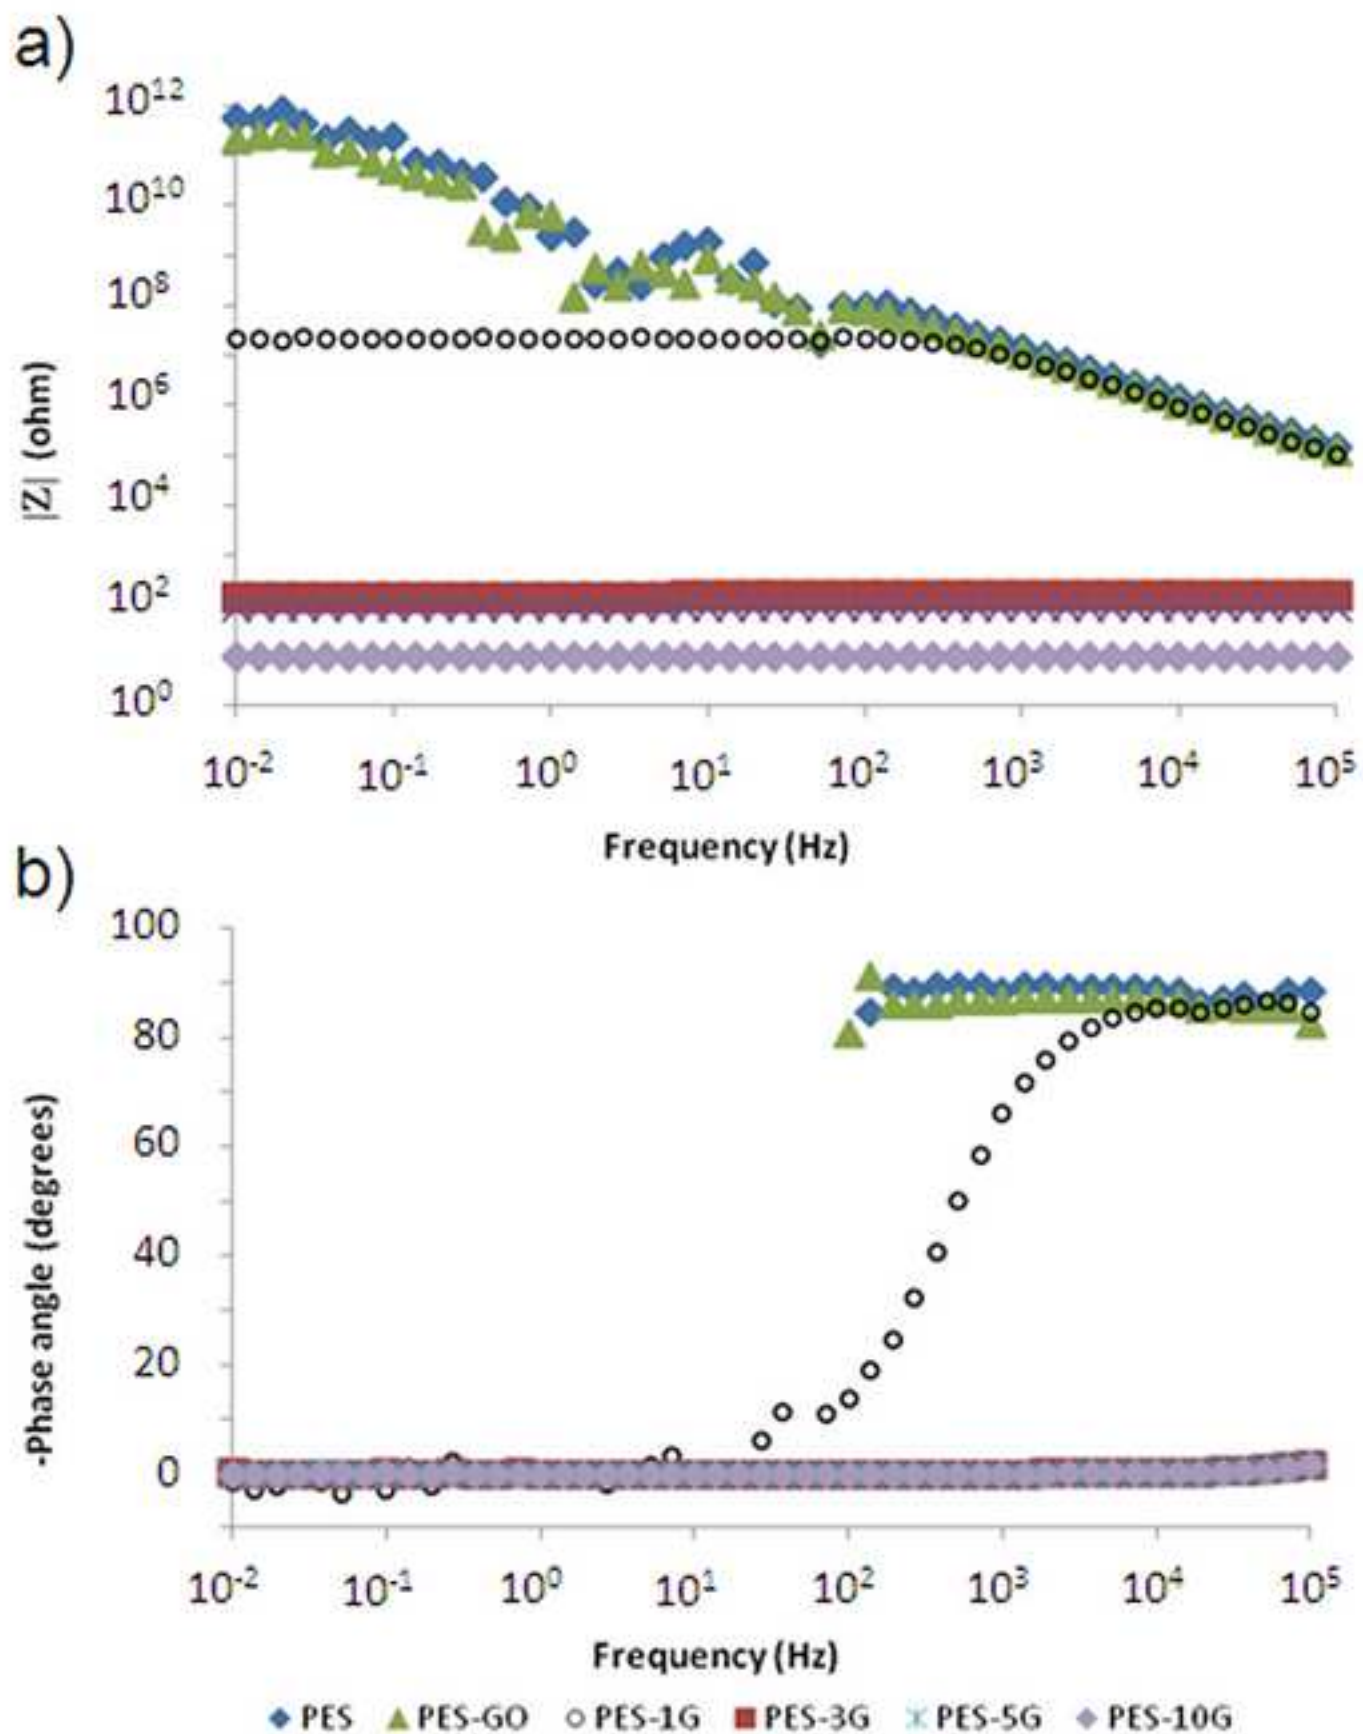 a)
10¹²
10¹⁰
10⁸
10⁶
10⁴
10²
10⁰
|Z| (ohm)
10⁻² 10⁻¹ 10⁰ 10¹ 10² 10³ 10⁴ 10⁵
Frequency (Hz)
b)
100
80
60
40
20
0
-Phase angle (degrees)
10⁻² 10⁻¹ 10⁰ 10¹ 10² 10³ 10⁴ 10⁵
Frequency (Hz)
PES PES-GO PES-1G PES-3G PES-5G PES-10G